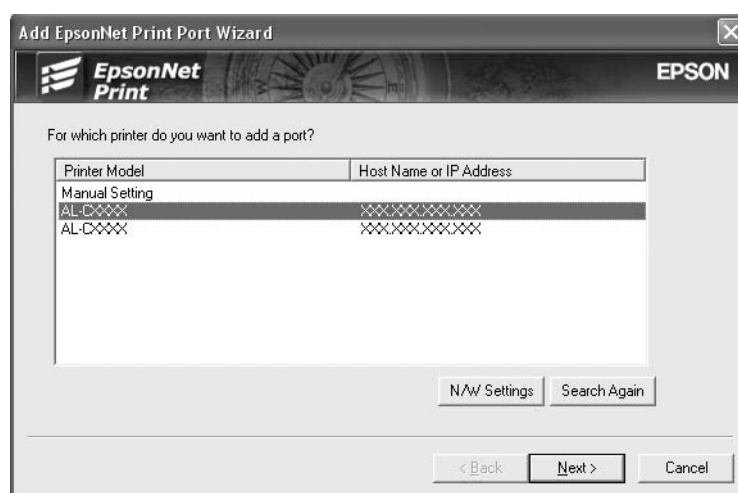 Add EpsonNet Print Port Wizard
EpsonNet
Print
EPSON
For which printer do you want to add a port?
Printer Model Host Name or IP Address
Manual Setting
AL-CXXXX XXX.XXX.XXX.XXX
AL-CXXXX XXX.XXX.XXX.XXX
N/W Settings Search Again
< Back Next > Cancel